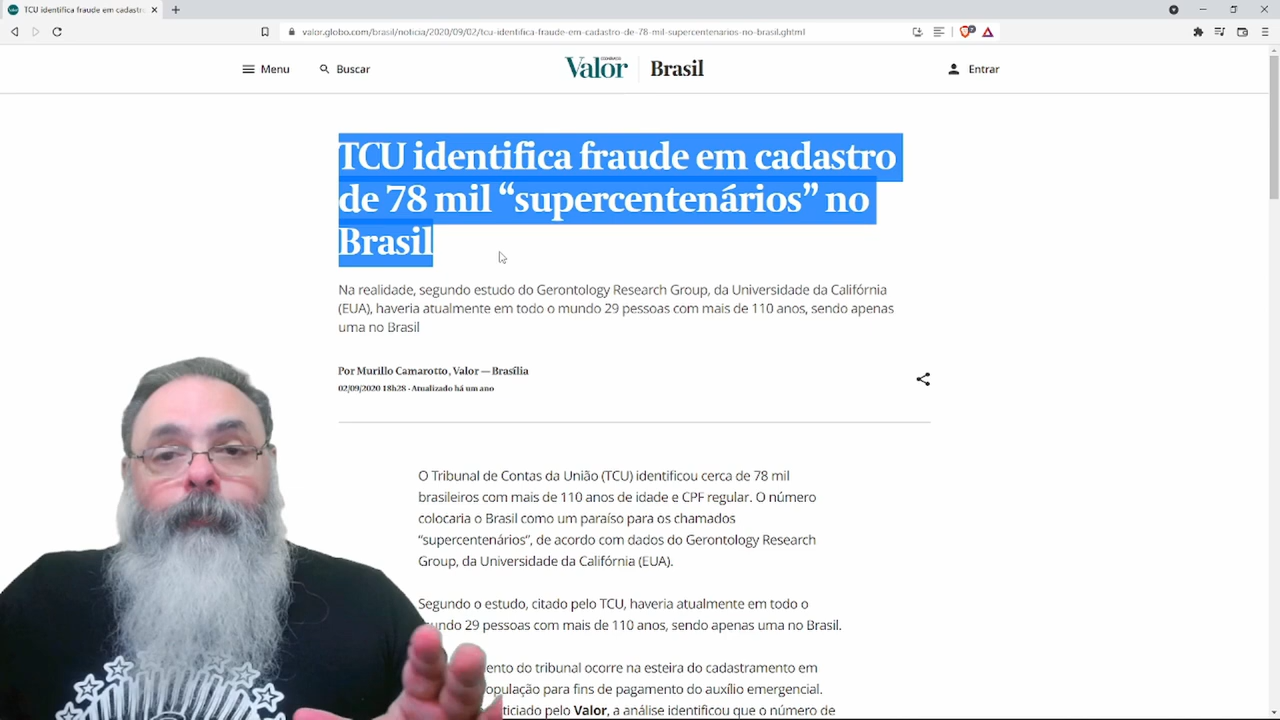 TCU identifica fraude em cadastr
valor.globo.com/brasil/noticia/2020/09/02/tcu-identifica-fraude-em-cadastro-de-78-mil-supercentenarios-no-brasil.ghtml
Menu
Buscar
Valor
Brasil
Entrar
TCU identifica fraude em cadastro
de 78 mil “supercentenários” no
Brasil
Na realidade, segundo estudo do Gerontology Research Group, da Universidade da Califórnia
(EUA), haveria atualmente em todo o mundo 29 pessoas com mais de 110 anos, sendo apenas
uma no Brasil
Por Murillo Camarotto, Valor — Brasília
02/09/2020 18h28 · Atualizado há um ano
O Tribunal de Contas da União (TCU) identificou cerca de 78 mil
brasileiros com mais de 110 anos de idade e CPF regular. O número
colocaria o Brasil como um paraíso para os chamados
“supercentenários”, de acordo com dados do Gerontology Research
Group, da Universidade da Califórnia (EUA).
Segundo o estudo, citado pelo TCU, haveria atualmente em todo o
undo 29 pessoas com mais de 110 anos, sendo apenas uma no Brasil.
ento do tribunal ocorre na esteira do cadastramento em
opulação para fins de pagamento do auxílio emergencial.
ticiado pelo Valor, a análise identificou que o número de